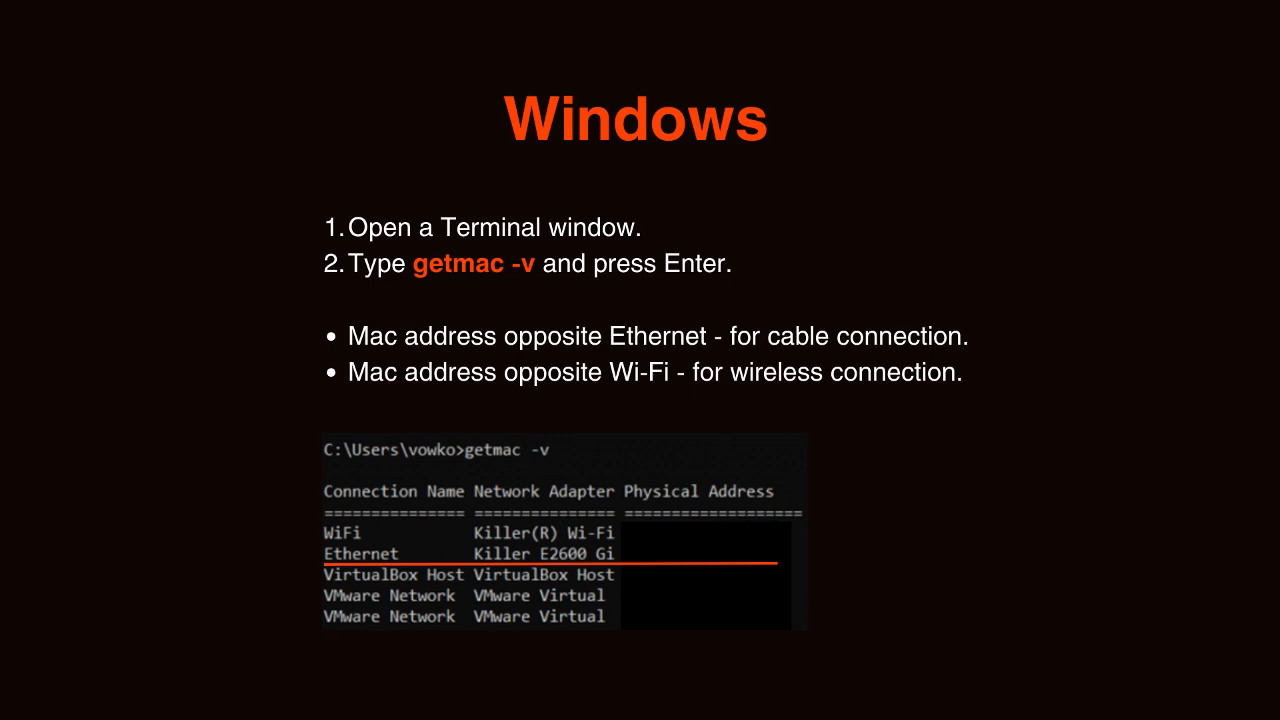 Windows
1. Open a Terminal window.
2. Type getmac -v and press Enter.
• Mac address opposite Ethernet - for cable connection.
• Mac address opposite Wi-Fi - for wireless connection.
C:\Users\vowko>getmac -v
Connection Name Network Adapter Physical Address
=============== =============== ===================
WiFi Killer(R) Wi-Fi
Ethernet Killer E2600 Gi
VirtualBox Host VirtualBox Host
VMware Network VMware Virtual
VMware Network VMware Virtual